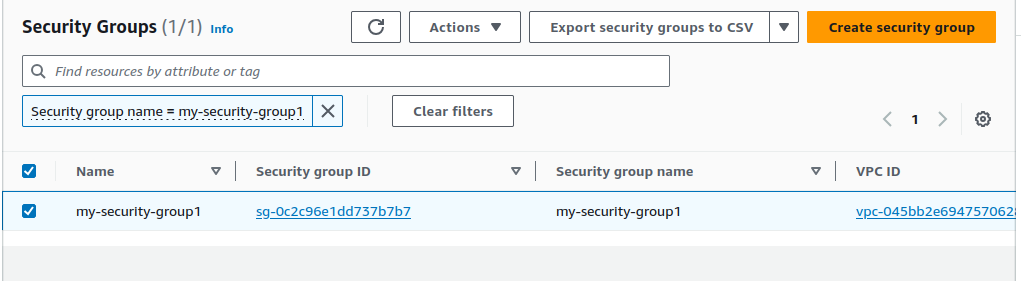 Security Groups (1/1) Info
Actions
Export security groups to CSV
Create security group
Find resources by attribute or tag
Security group name = my-security-group1
Clear filters
1
Name
Security group ID
Security group name
VPC ID
my-security-group1
sg-0c2c96e1dd737b7b7
my-security-group1
vpc-045bb2e694757062